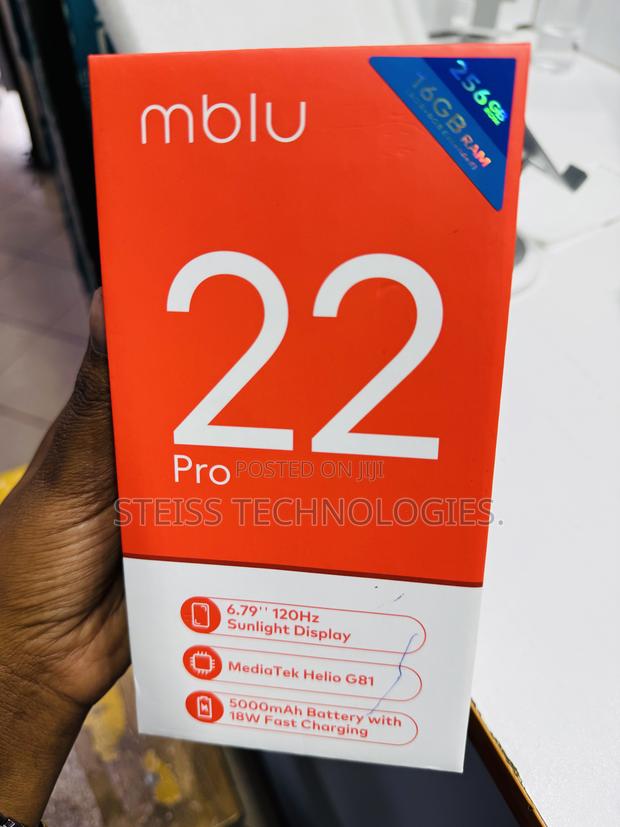 mblu
256GB
ROM
16GB RAM
22
Pro
POSTED ON JIJI
STEISS TECHNOLOGIES.
6.79'' 120Hz
Sunlight Display
MediaTek Helio G81
5000mAh Battery with
18W Fast Charging